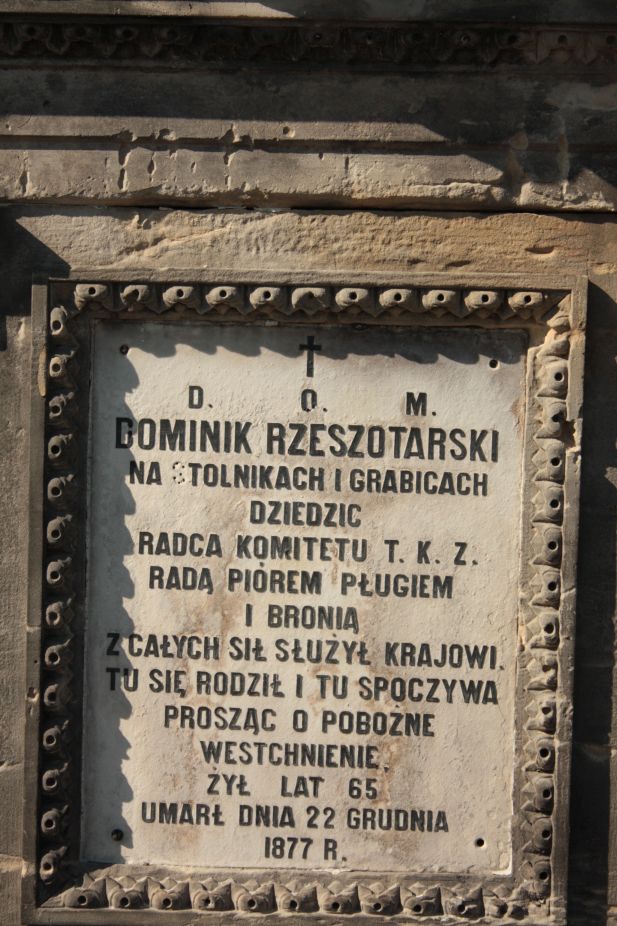 D. O. M.
DOMINIK RZESZOTARSKI
NA STOLNIKACH I GRABICACH
DZIEDZIC
RADCA KOMITETU T. K. Z.
RADĄ PIÓREM PŁUGIEM
I BRONIĄ
Z CAŁYCH SIŁ SŁUŻYŁ KRAJOWI.
TU SIĘ RODZIŁ I TU SPOCZYWA
PROSZĄC O POBOŻNE
WESTCHNIENIE.
ŻYŁ LAT 65
UMARŁ DNIA 22 GRUDNIA
1877 R.